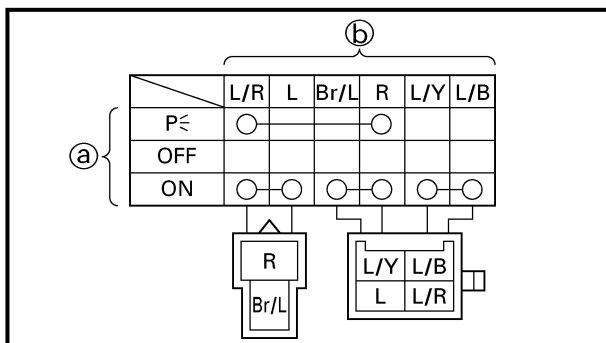 ⓑ
L/R L Br/L R L/Y L/B
P
ⓐ
OFF
ON
R
Br/L
L/Y L/B
L L/R